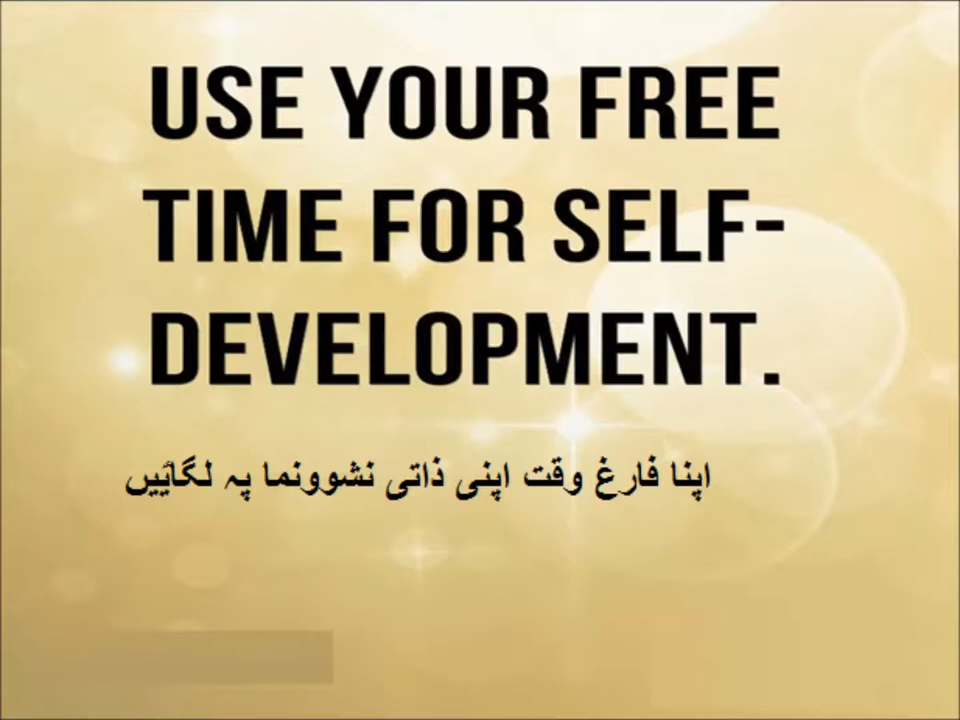 USE YOUR FREE
TIME FOR SELF-
DEVELOPMENT.
اپنا فارغ وقت اپنی ذاتی نشوونما پہ لگائیں